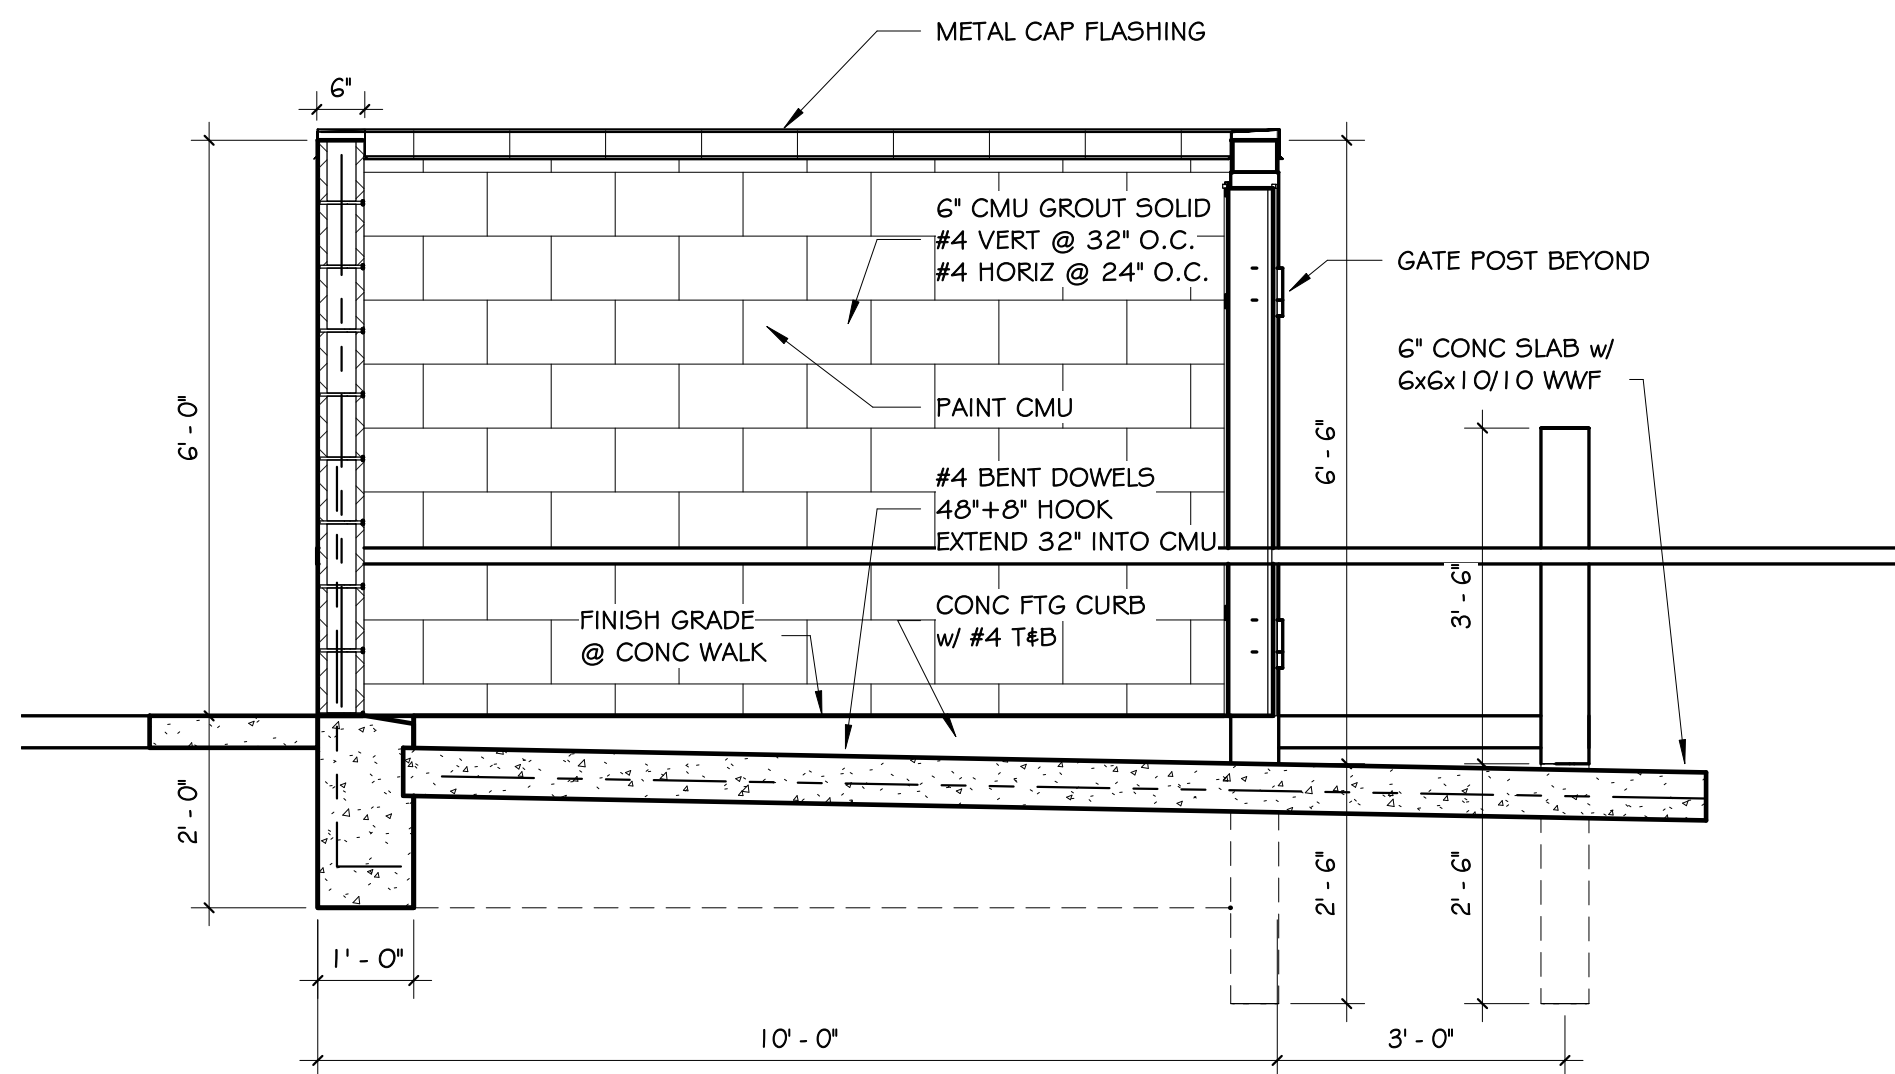 METAL CAP FLASHING
6"
6" CMU GROUT SOLID
#4 VERT @ 32" O.C.
#4 HORIZ @ 24" O.C.
GATE POST BEYOND
6" CONC SLAB w/
6x6x10/10 WWF
PAINT CMU
6' - 0"
6' - 6"
#4 BENT DOWELS
48"+8" HOOK
EXTEND 32" INTO CMU
3' - 6"
FINISH GRADE
@ CONC WALK
CONC FTG CURB
w/ #4 T&B
2' - 0"
2' - 6"
2' - 6"
1' - 0"
10' - 0"
3' - 0"